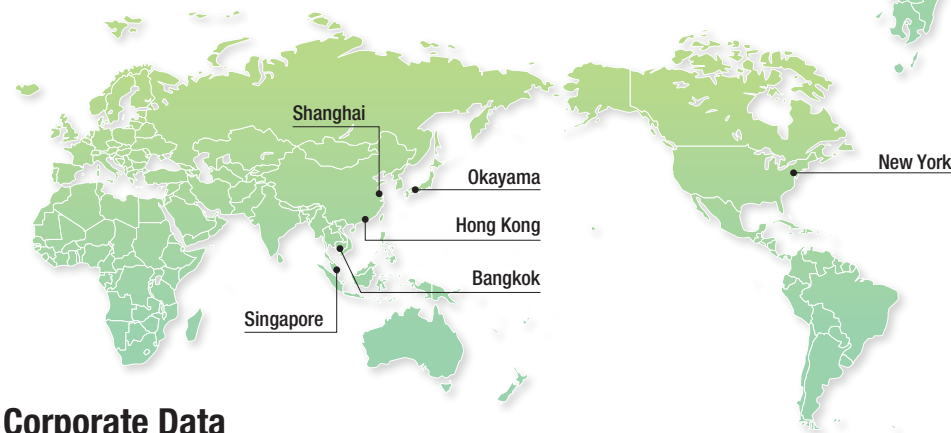 Shanghai
New York
Okayama
Hong Kong
Bangkok
Singapore
Corporate Data